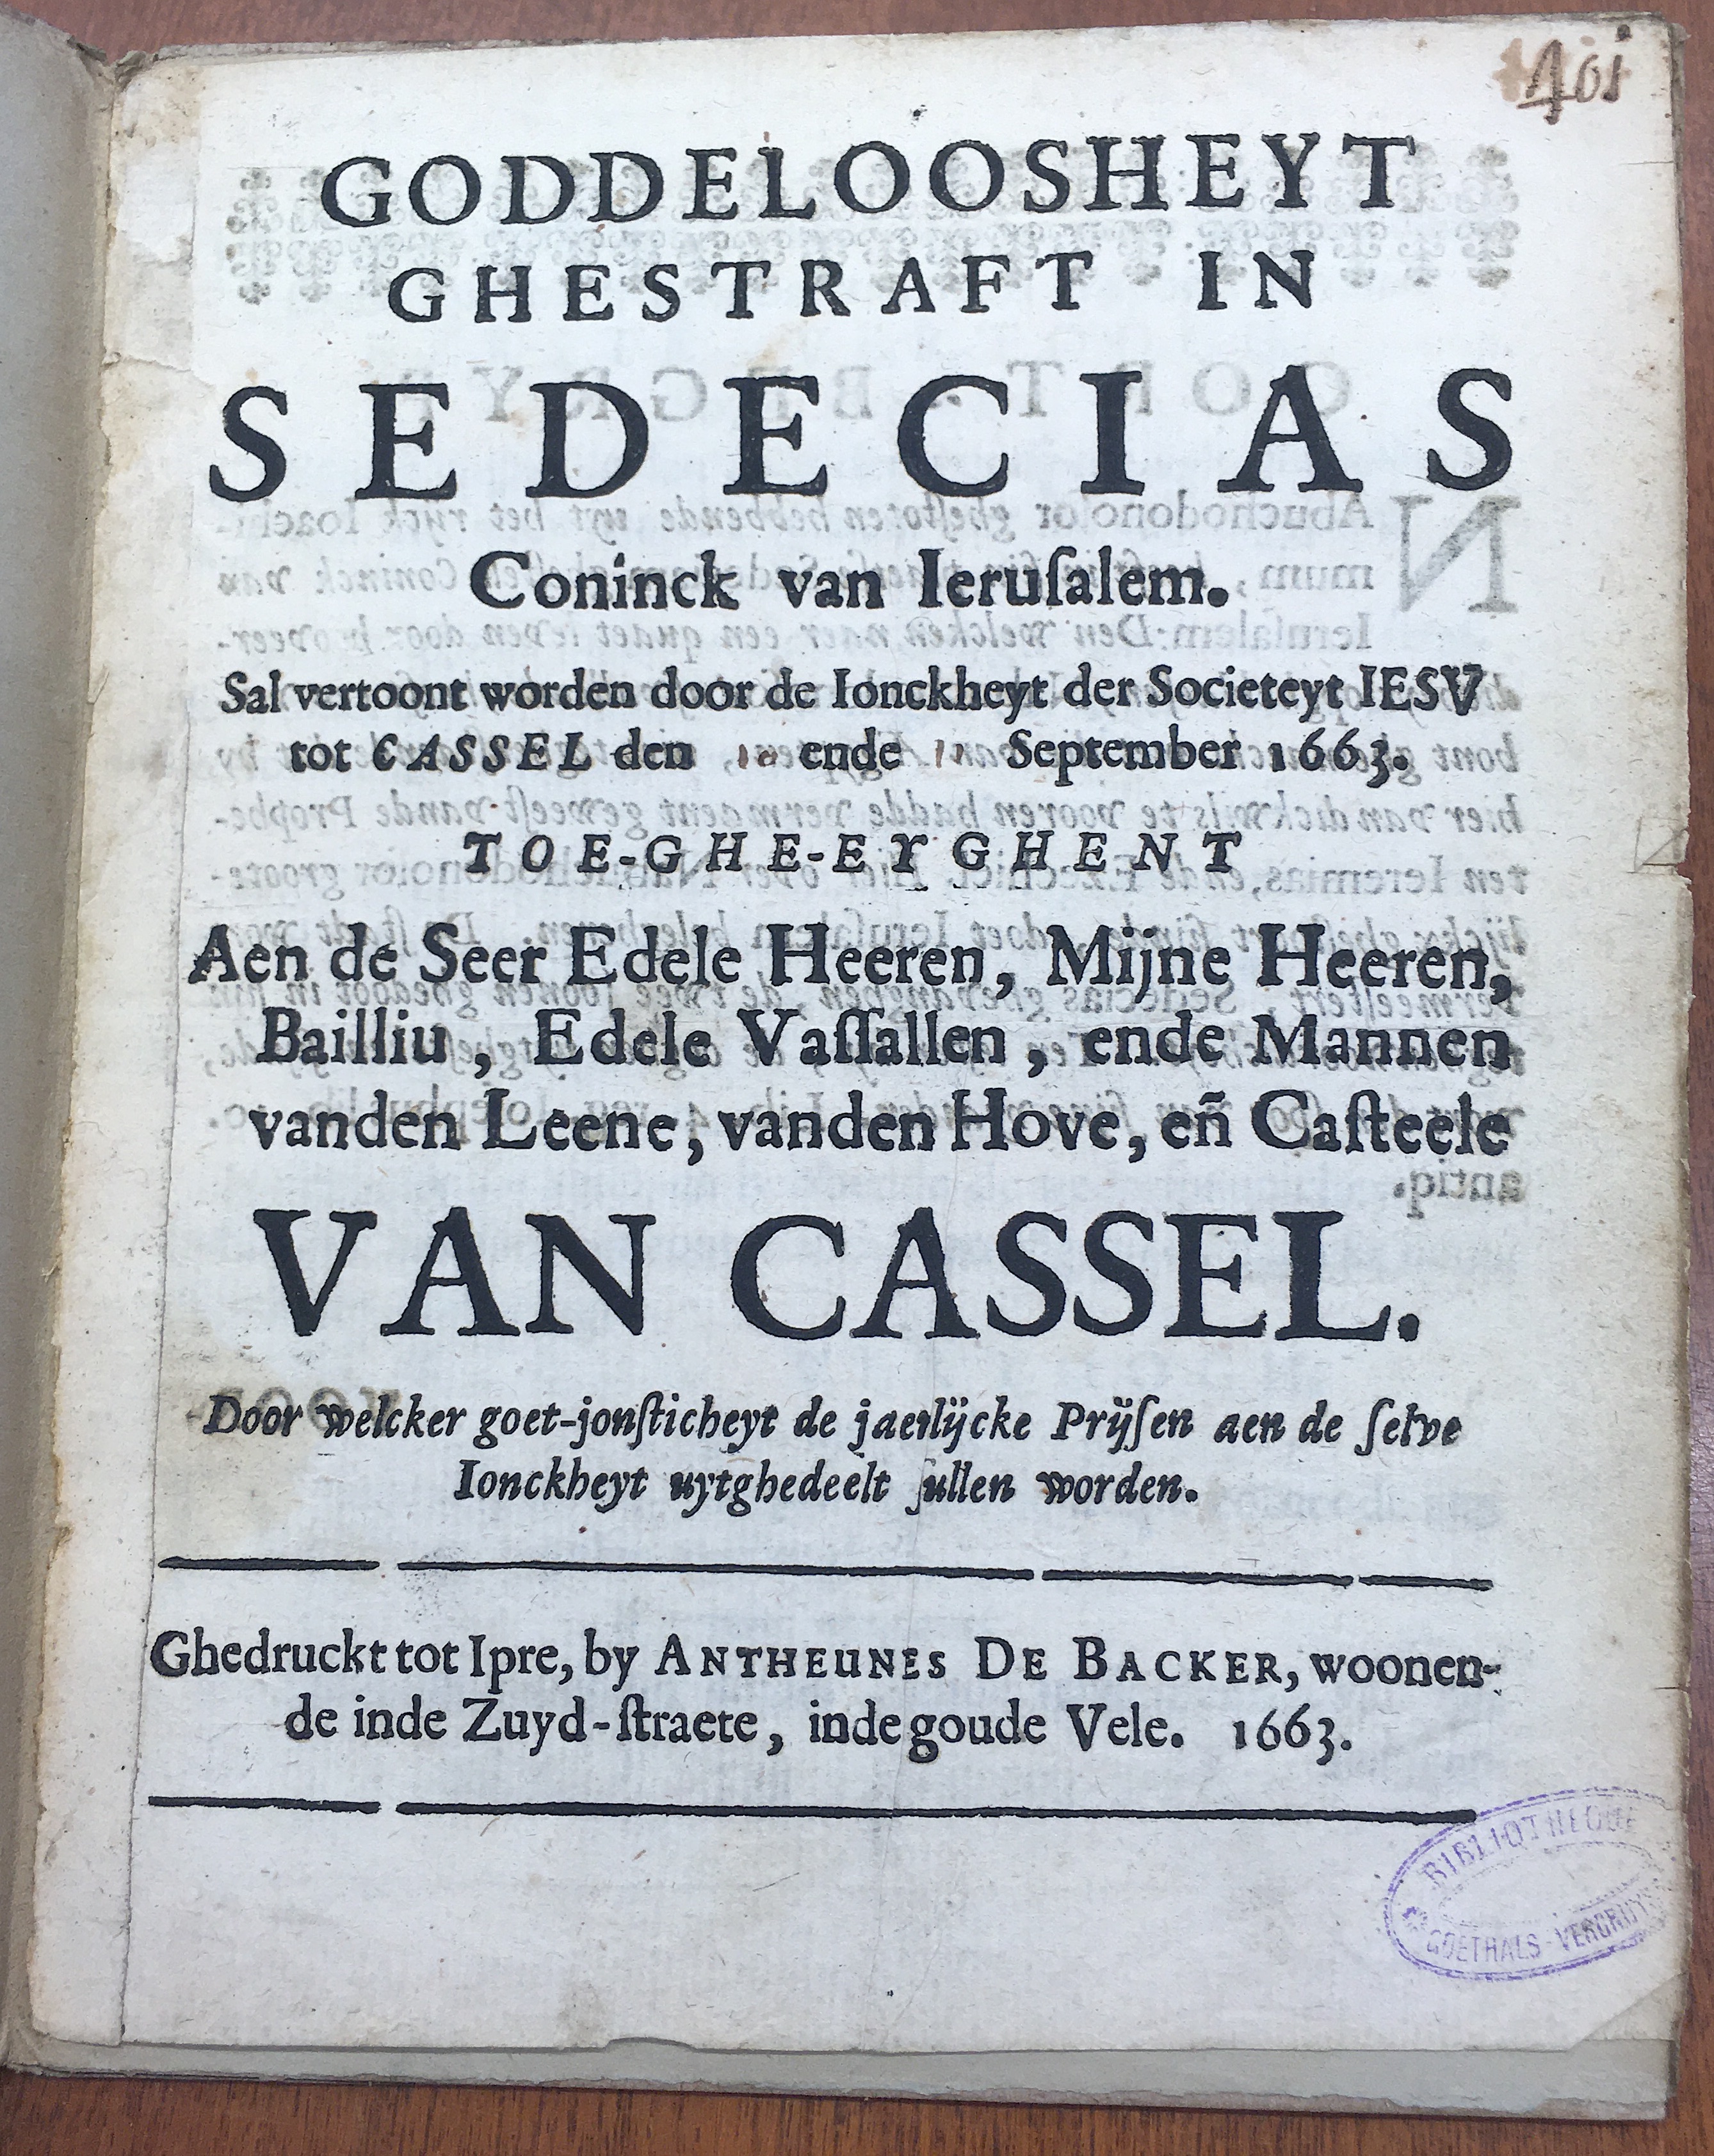 401
GODDELOOSHEYT
GHESTRAFT IN
SEDECIAS
Coninck van Ieruſalem.
Sal vertoont worden door de Ionckheyt der Societeyt IESV
tot CASSEL den 10 ende 11 September 1663.
TOE-GHE-EYGHENT
Aen de Seer Edele Heeren, Mijne Heeren,
Bailliu, Edele Vaſſallen, ende Mannen
vanden Leene, vanden Hove, en̄ Caſteele
VAN CASSEL.
Door welcker goet-jonſticheyt de jaerlijcke Prijſen aen de ſelve
Ionckheyt uytghedeelt ſullen worden.
Ghedruckt tot Ipre, by ANTHEUNES DE BACKER, woonen-
de inde Zuyd-ſtraete, inde goude Vele. 1663.
BIBLIOTHEQUE
GOETHALS-VERCRUYS